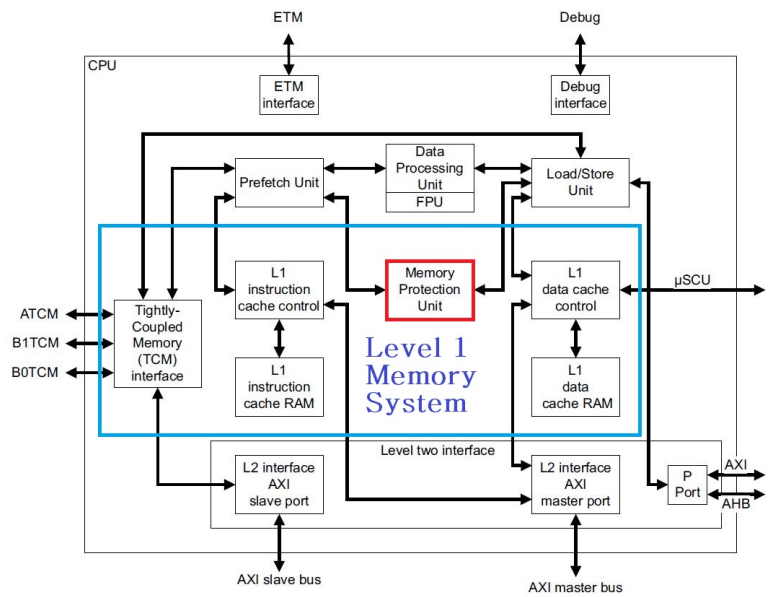 ETM
Debug
CPU
ETM
interface
Debug
interface
Prefetch Unit
Data
Processing
Unit
FPU
Load/Store
Unit
L1
instruction
cache control
Memory
Protection
Unit
L1
data cache
control
µSCU
ATCM
B1TCM
B0TCM
Tightly-
Coupled
Memory
(TCM)
interface
Level 1
Memory
System
L1
instruction
cache RAM
L1
data
cache RAM
Level two interface
L2 interface
AXI
slave port
L2 interface
AXI
master port
P
Port
AXI
AHB
AXI slave bus
AXI master bus